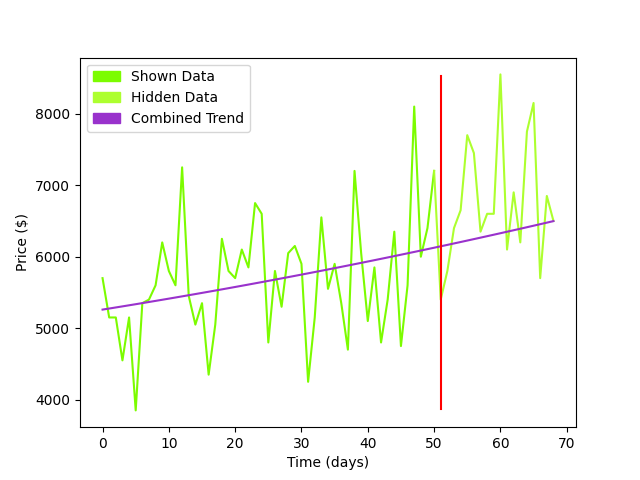 Shown Data
Hidden Data
Combined Trend
8000
7000
6000
5000
4000
Price ($)
0 10 20 30 40 50 60 70
Time (days)